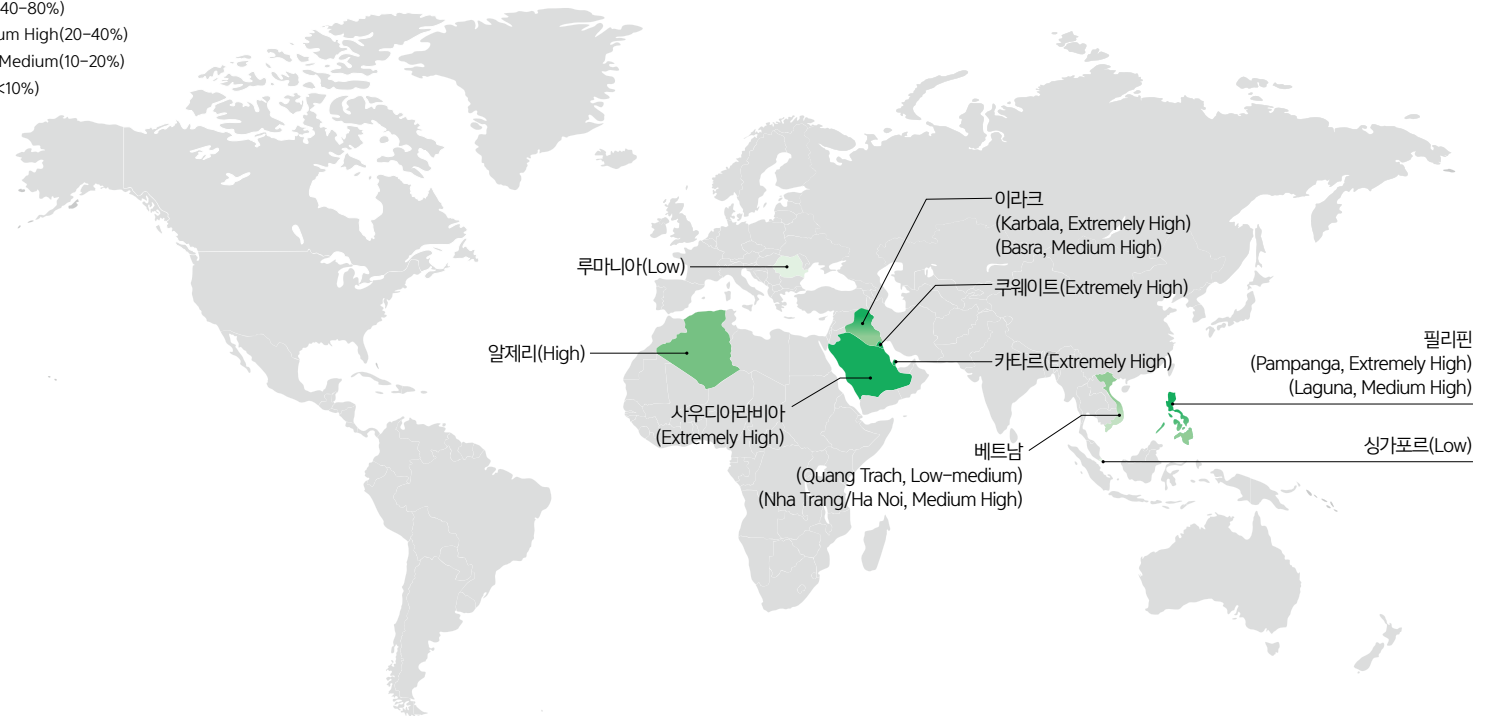 40-80%)
High(20-40%)
Medium(10-20%)
<10%)
이라크
(Karbala, Extremely High)
(Basra, Medium High)
루마니아(Low)
쿠웨이트(Extremely High)
필리핀
(Pampanga, Extremely High)
(Laguna, Medium High)
알제리(High)
카타르(Extremely High)
사우디아라비아
(Extremely High)
싱가포르(Low)
베트남
(Quang Trach, Low-medium)
(Nha Trang/Ha Noi, Medium High)